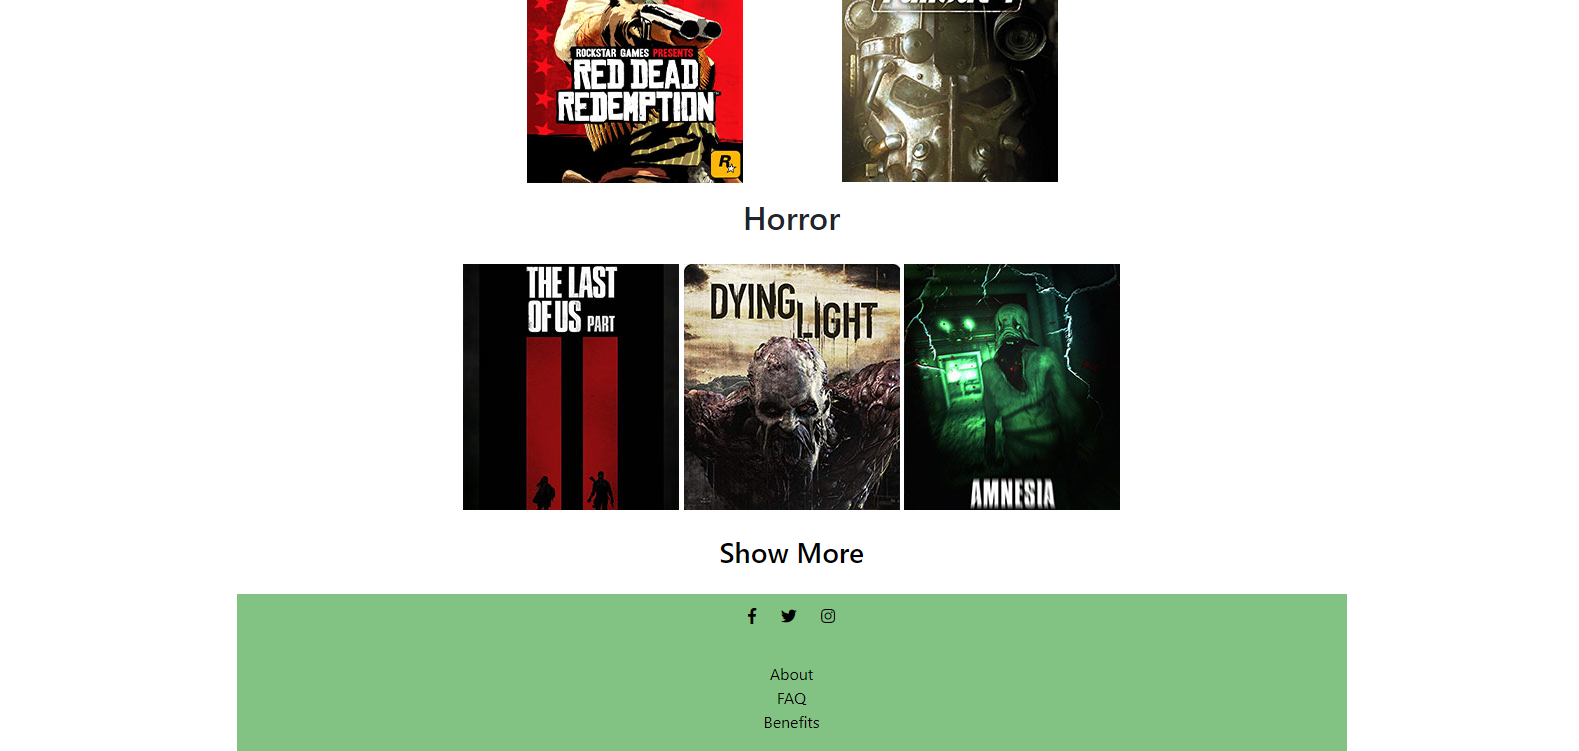 ROCKSTAR GAMES PRESENTS
RED DEAD
REDEMPTION
R
Horror
THE LAST
OF US PART
II
DYING LIGHT
AMNESIA
Show More
About
FAQ
Benefits